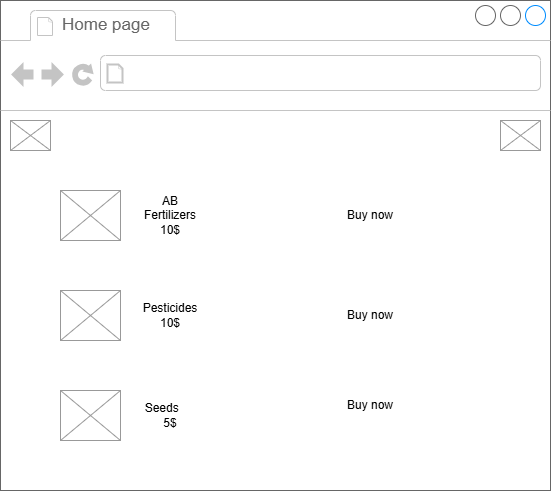 Home page
AB
Fertilizers
10$
Buy now
Pesticides
10$
Buy now
Seeds
5$
Buy now